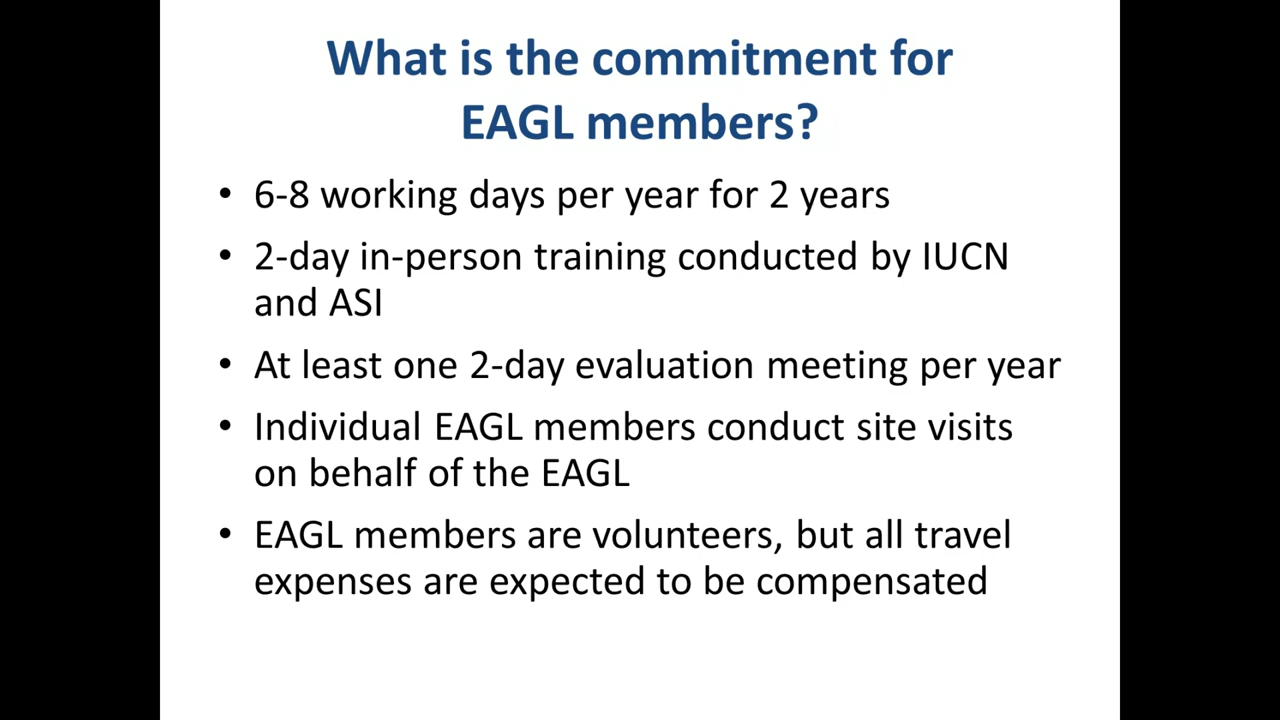 What is the commitment for
EAGL members?
• 6-8 working days per year for 2 years
• 2-day in-person training conducted by IUCN
and ASI
• At least one 2-day evaluation meeting per year
• Individual EAGL members conduct site visits
on behalf of the EAGL
• EAGL members are volunteers, but all travel
expenses are expected to be compensated